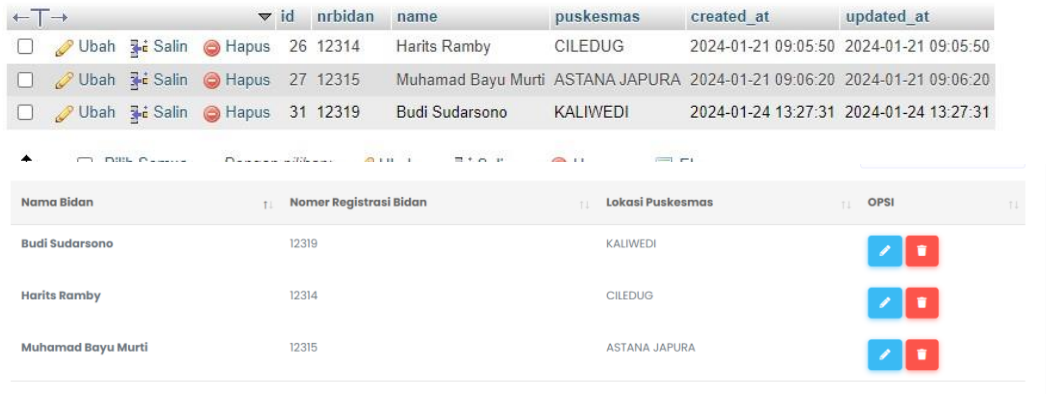 id nrbidan name puskesmas created_at updated_at
Ubah Salin Hapus 26 12314 Harits Ramby CILEDUG 2024-01-21 09:05:50 2024-01-21 09:05:50
Ubah Salin Hapus 27 12315 Muhamad Bayu Murti ASTANA JAPURA 2024-01-21 09:06:20 2024-01-21 09:06:20
Ubah Salin Hapus 31 12319 Budi Sudarsono KALIWEDI 2024-01-24 13:27:31 2024-01-24 13:27:31
Pilih Semua Dengan pilihan:
Nama Bidan Nomer Registrasi Bidan Lokasi Puskesmas OPSI
Budi Sudarsono 12319 KALIWEDI
Harits Ramby 12314 CILEDUG
Muhamad Bayu Murti 12315 ASTANA JAPURA